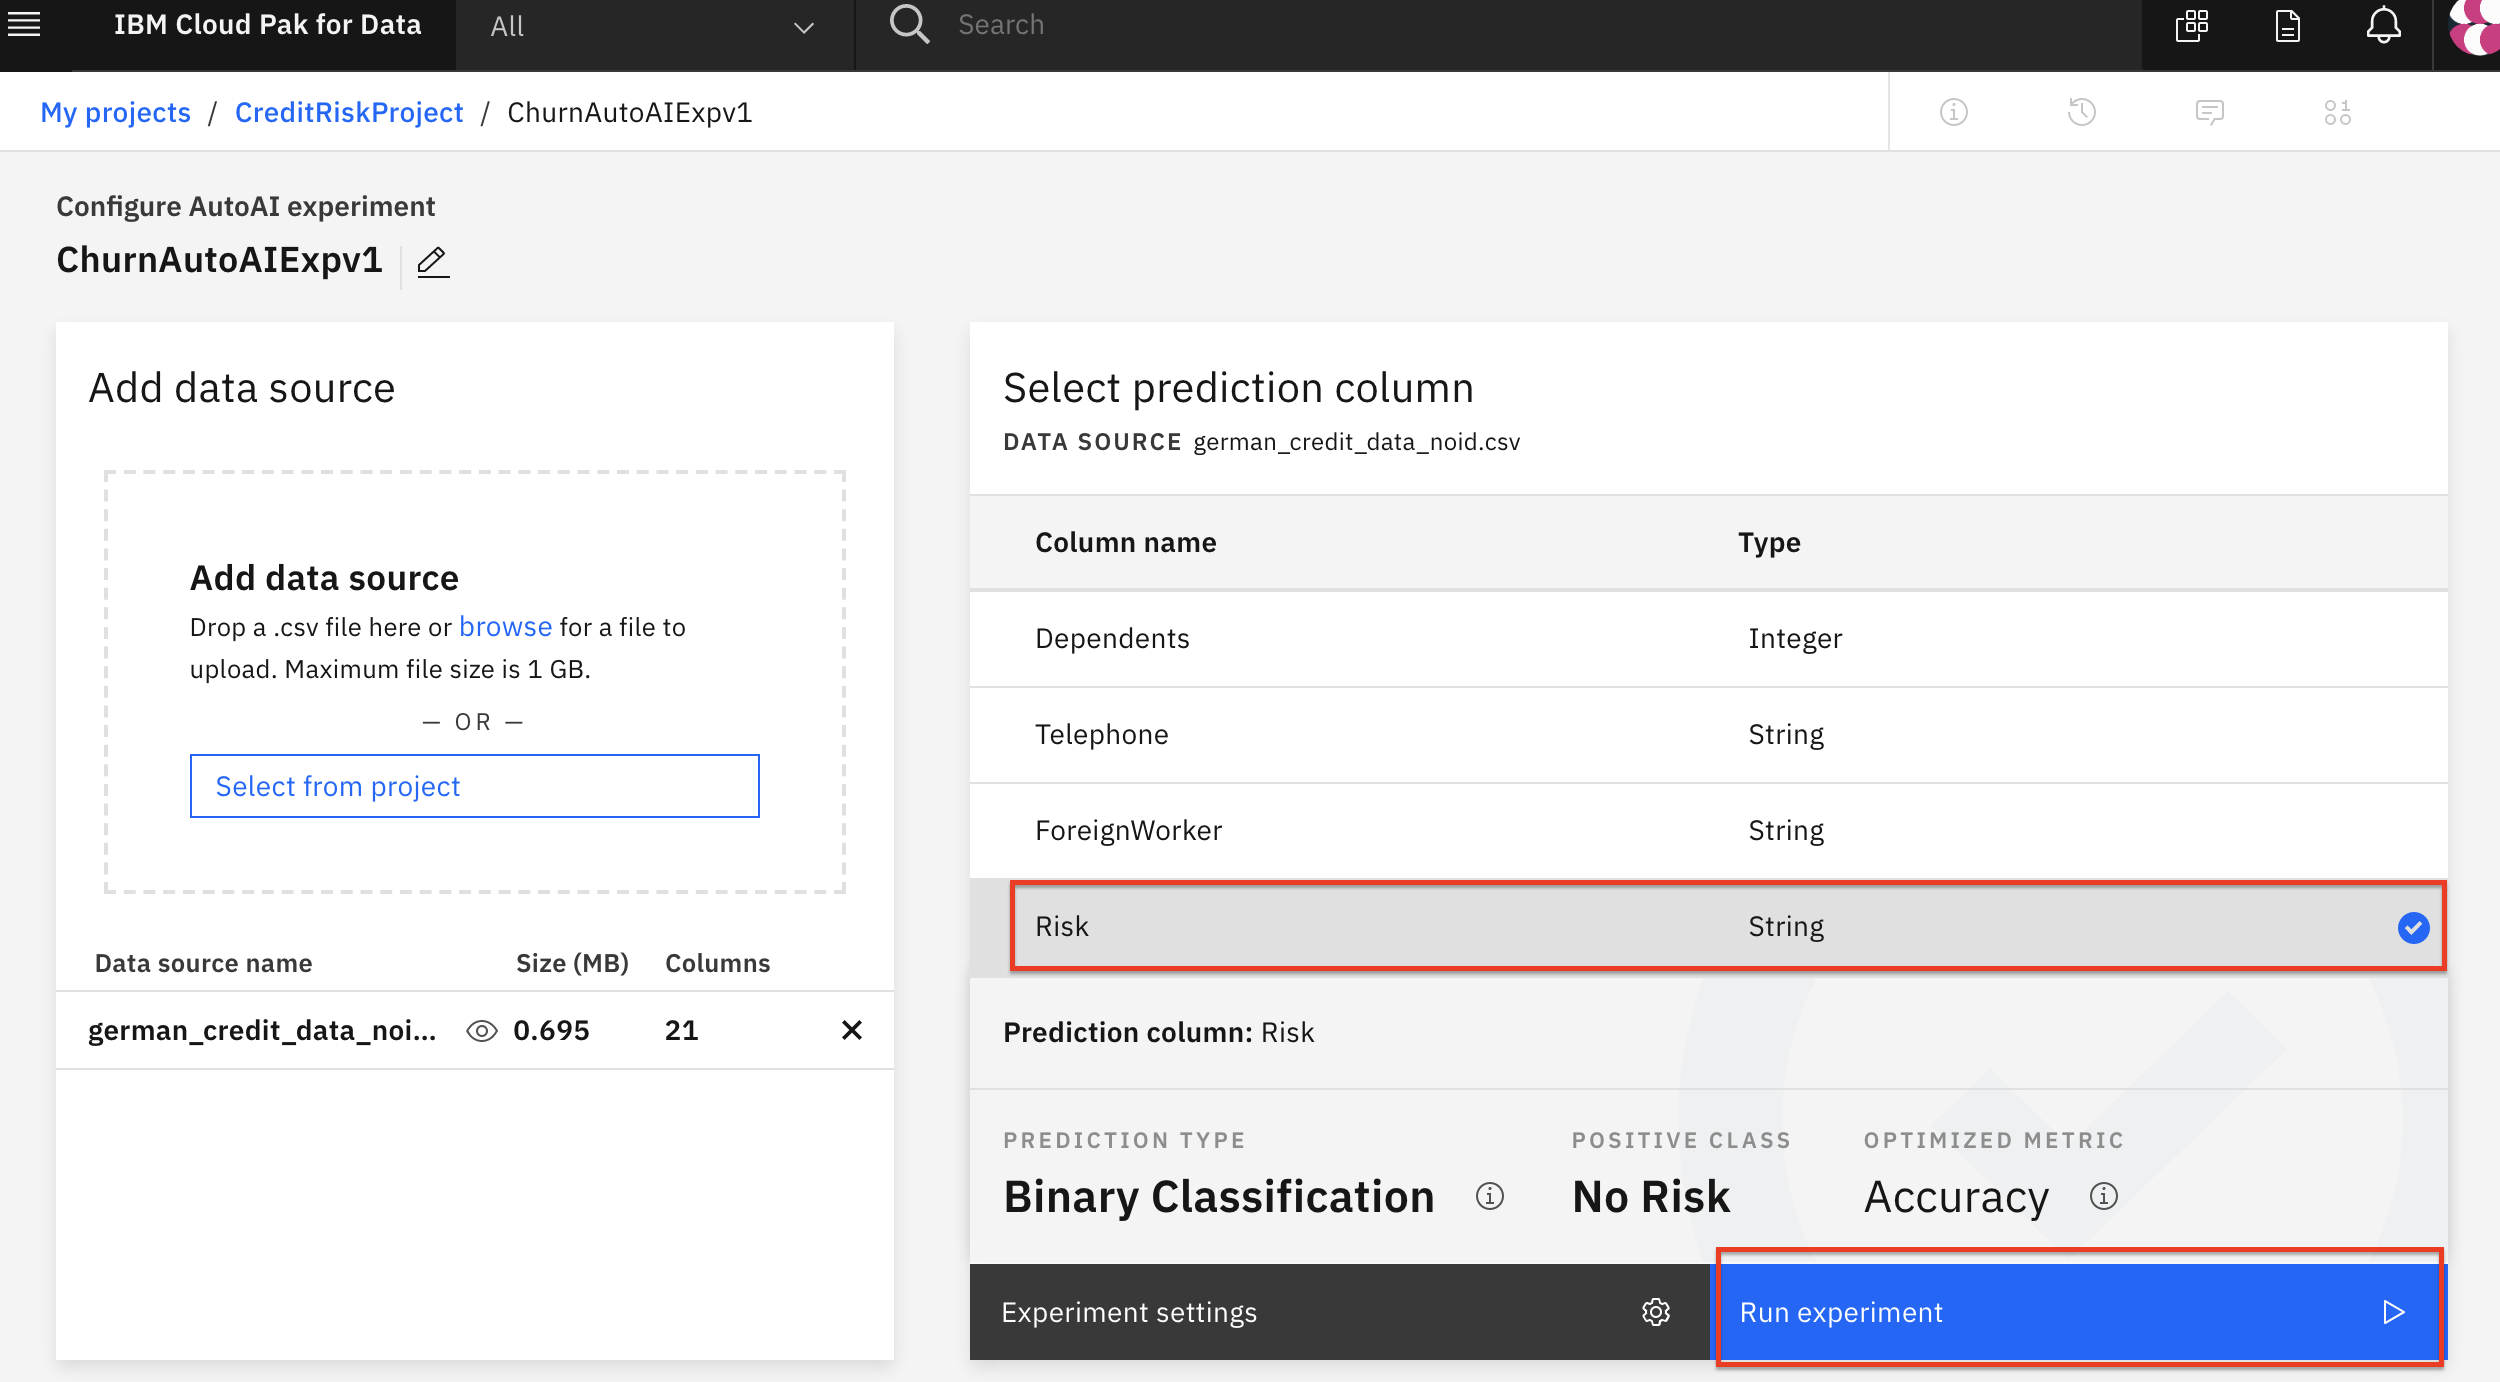 IBM Cloud Pak for Data
All
Search
My projects / CreditRiskProject / ChurnAutoAIExpv1
Configure AutoAI experiment
ChurnAutoAIExpv1
Add data source
Add data source
Drop a .csv file here or browse for a file to
upload. Maximum file size is 1 GB.
— OR —
Select from project
Data source name Size (MB) Columns
german_credit_data_noi... 0.695 21
Select prediction column
DATA SOURCE german_credit_data_noid.csv
Column name Type
Dependents Integer
Telephone String
ForeignWorker String
Risk String
Prediction column: Risk
PREDICTION TYPE POSITIVE CLASS OPTIMIZED METRIC
Binary Classification No Risk Accuracy
Experiment settings
Run experiment